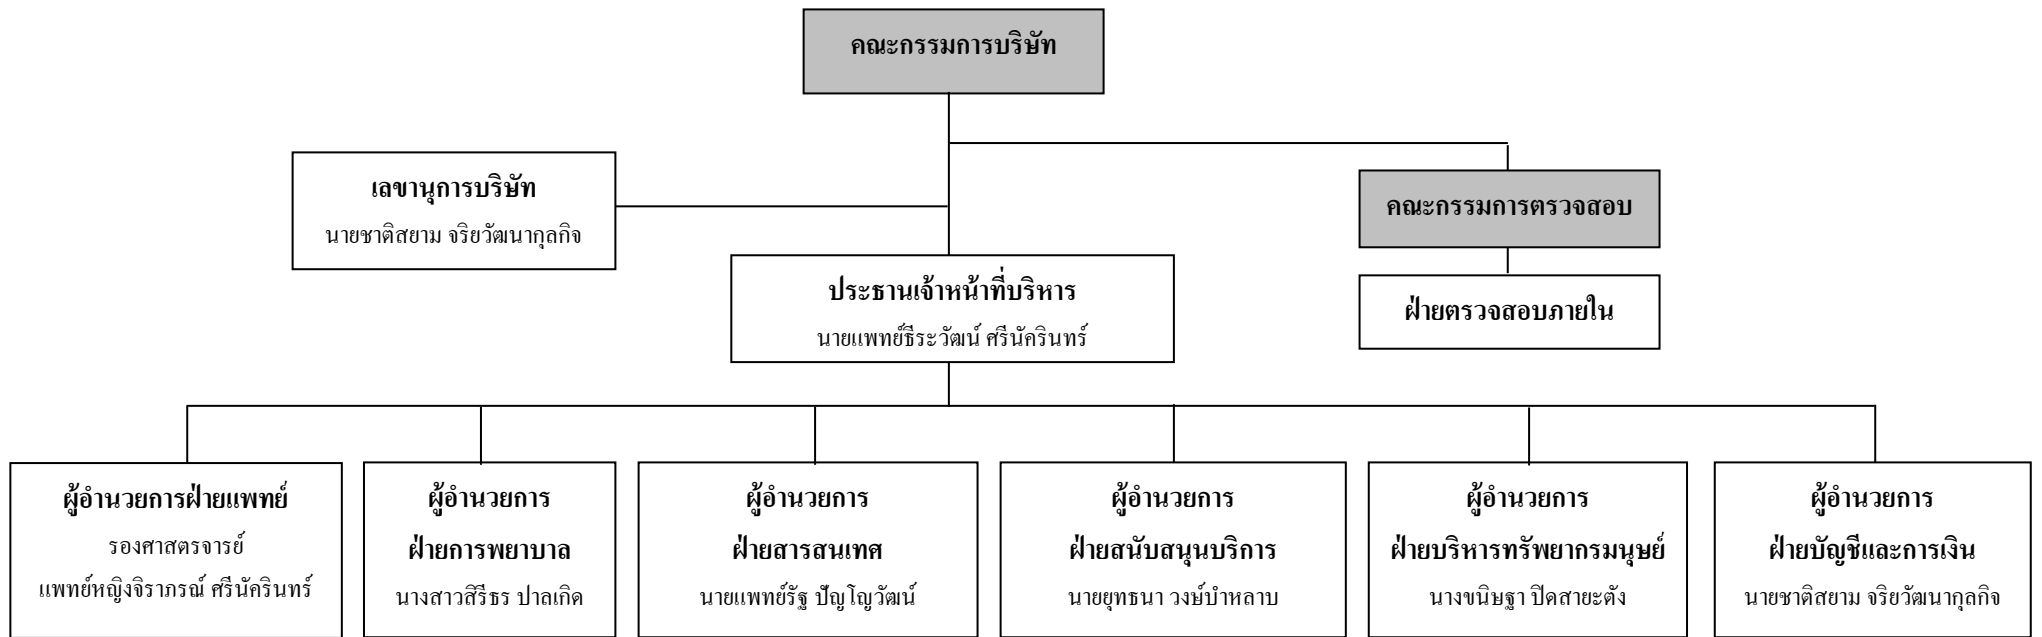 คณะกรรมการบริษัท
เลขานุการบริษัท
นายชาติสยาม จริยวัฒนากุลกิจ
คณะกรรมการตรวจสอบ
ประธานเจ้าหน้าที่บริหาร
นายแพทย์ธีระวัฒน์ ศรีนัครินทร์
ฝ่ายตรวจสอบภายใน
ผู้อำนวยการฝ่ายแพทย์
รองศาสตรจารย์
แพทย์หญิงจิราภรณ์ ศรีนัครินทร์
ผู้อำนวยการ
ฝ่ายการพยาบาล
นางสาวสิรีธร ปาลเกิด
ผู้อำนวยการ
ฝ่ายสารสนเทศ
นายแพทย์รัฐ ปัญโญวัฒน์
ผู้อำนวยการ
ฝ่ายสนับสนุนบริการ
นายยุทธนา วงษ์บำหลาบ
ผู้อำนวยการ
ฝ่ายบริหารทรัพยากรมนุษย์
นางขนิษฐา ปิดสายะตัง
ผู้อำนวยการ
ฝ่ายบัญชีและการเงิน
นายชาติสยาม จริยวัฒนากุลกิจ